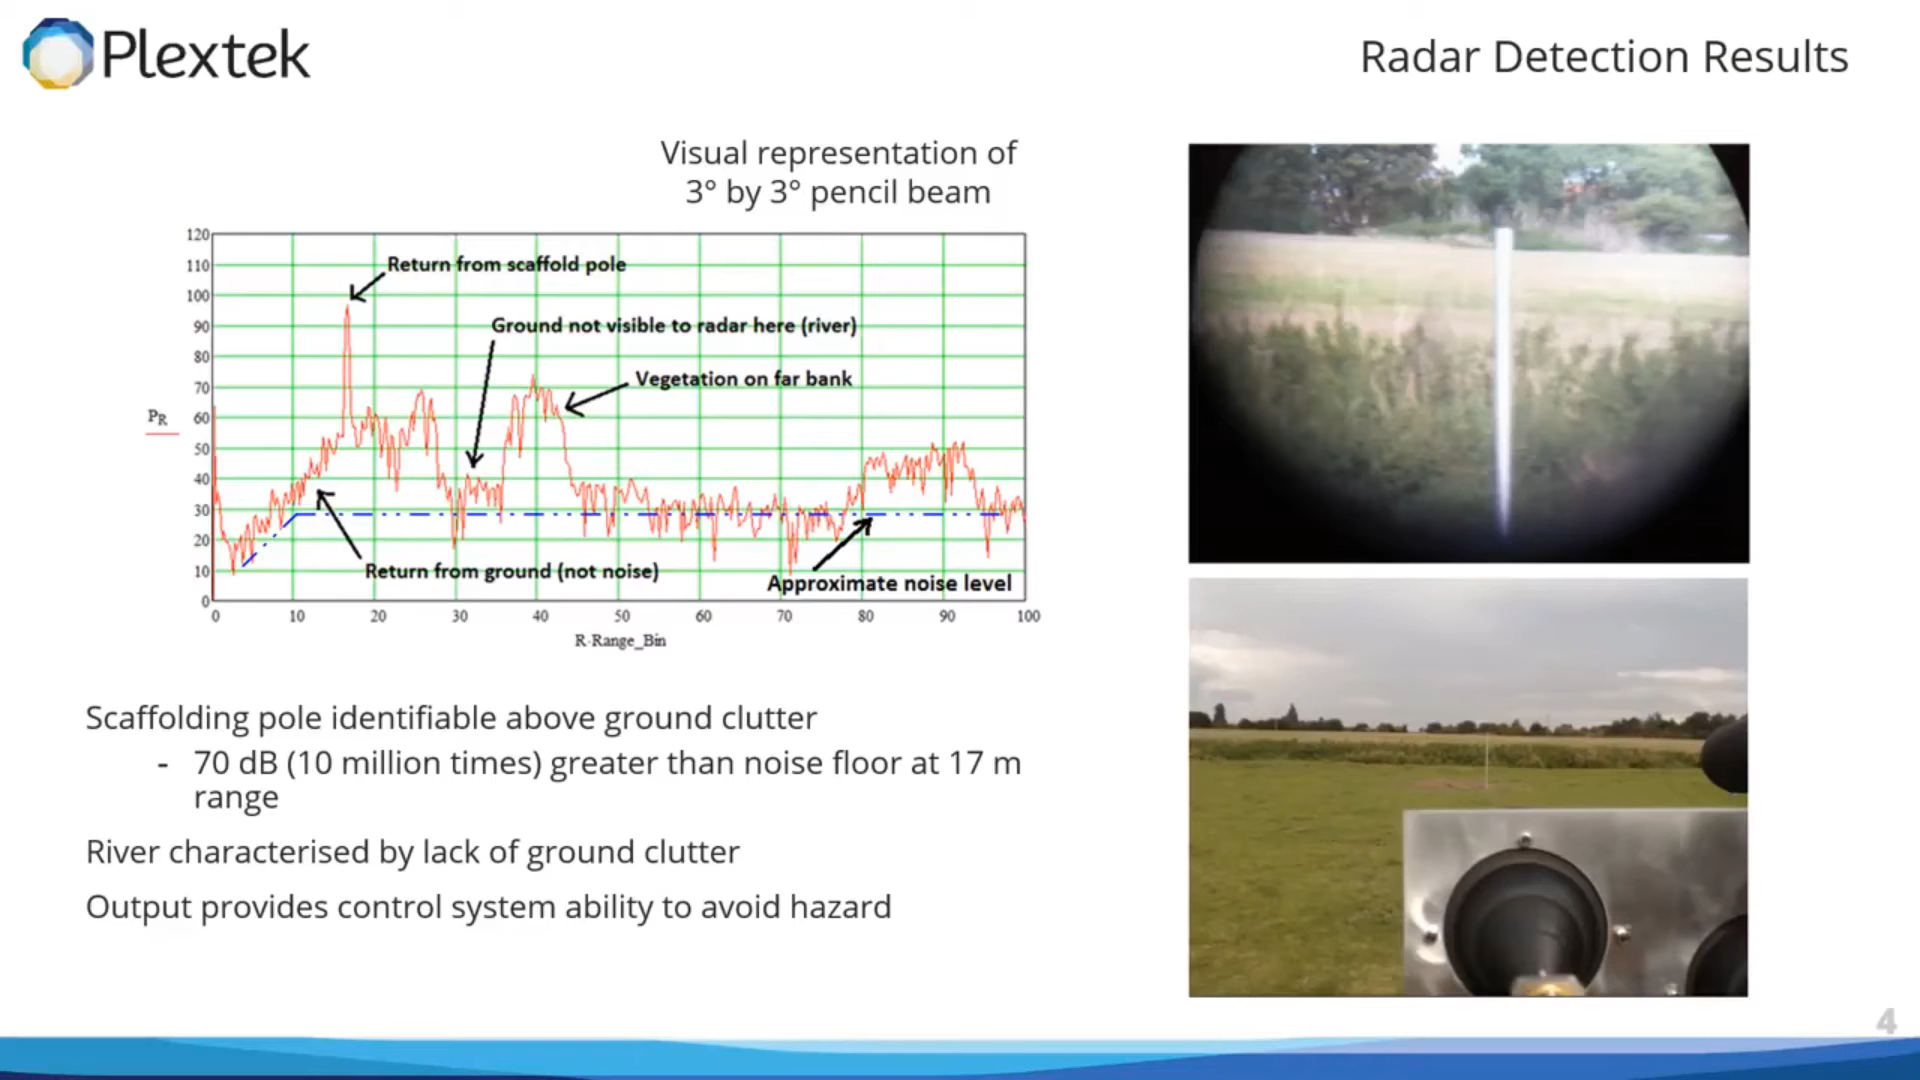 Plextek
Radar Detection Results
Visual representation of
3° by 3° pencil beam
120
110
100
90
80
70
60
50
40
30
20
10
0
PR
Return from scaffold pole
Ground not visible to radar here (river)
Vegetation on far bank
Return from ground (not noise)
Approximate noise level
0 10 20 30 40 50 60 70 80 90 100
R·Range_Bin
Scaffolding pole identifiable above ground clutter
- 70 dB (10 million times) greater than noise floor at 17 m
range
River characterised by lack of ground clutter
Output provides control system ability to avoid hazard
4